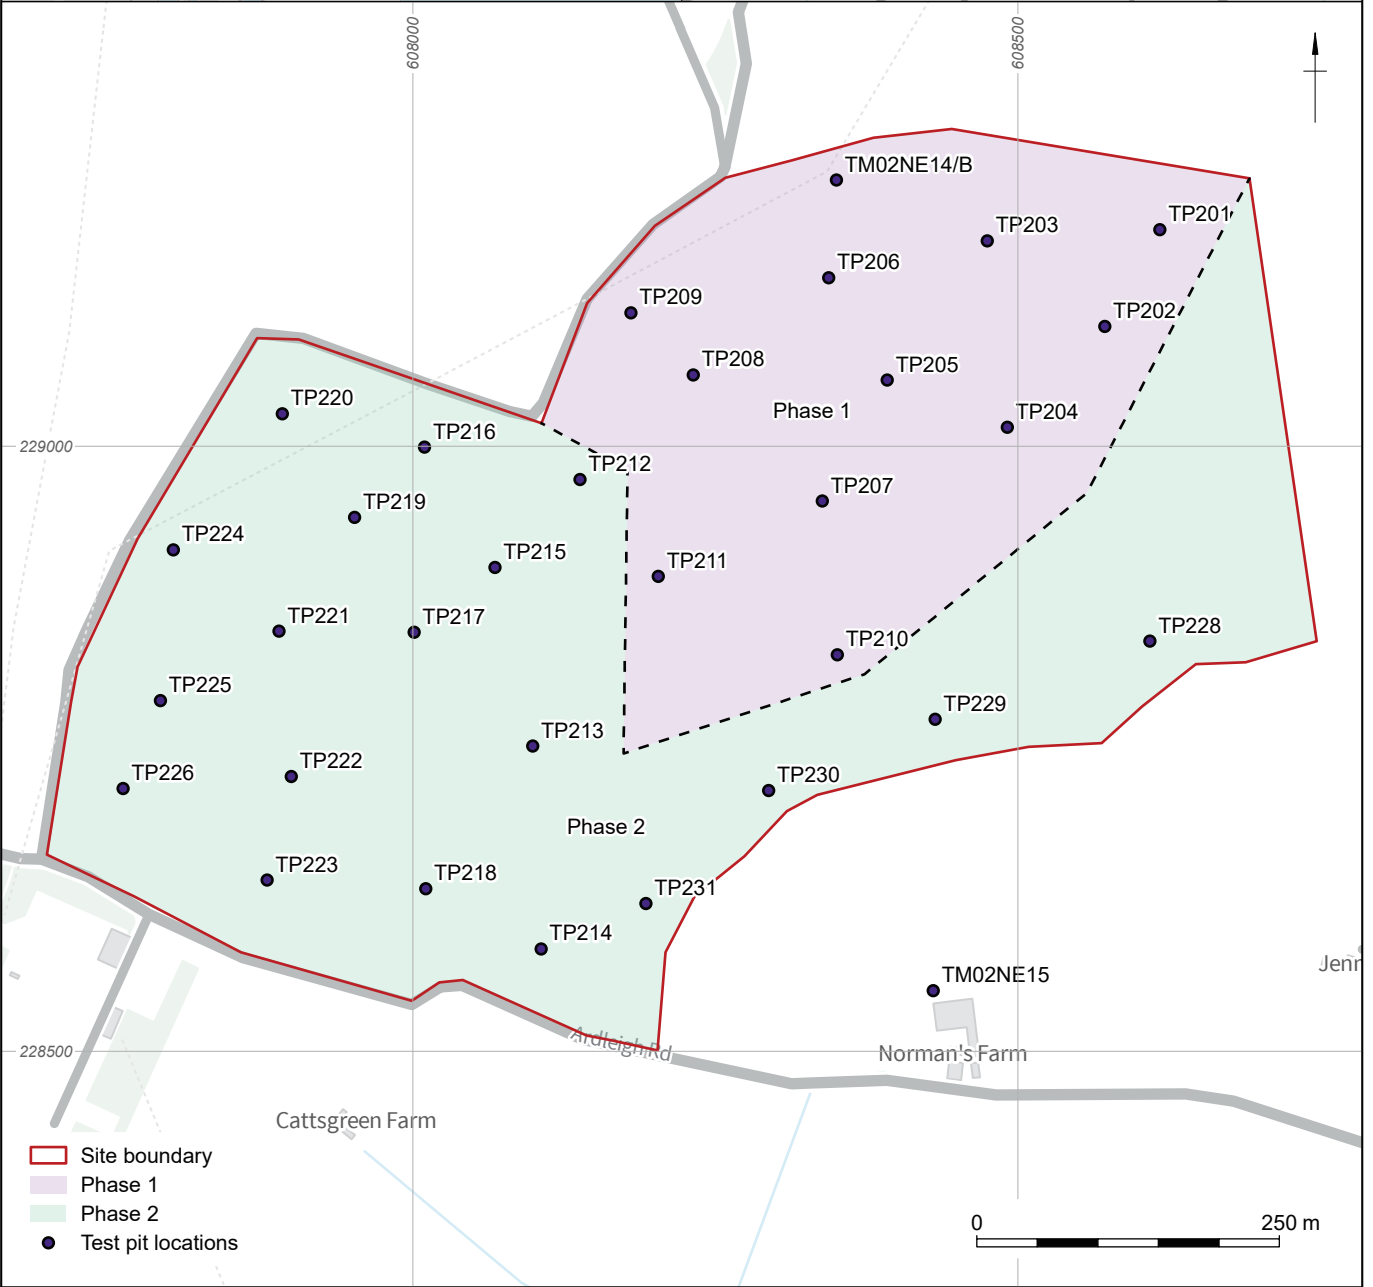 608000
608500
TM02NE14/B
TP201
TP203
TP206
TP209
TP202
TP208
TP205
TP220
Phase 1
TP204
TP216
229000
TP212
TP207
TP219
TP224
TP215
TP211
TP221
TP217
TP210
TP228
TP225
TP229
TP213
TP222
TP226
TP230
Phase 2
TP223
TP218
TP231
TP214
Jenn
TM02NE15
Ardleigh Rd
228500
Norman's Farm
Cattsgreen Farm
Site boundary
Phase 1
Phase 2
Test pit locations
0 250 m